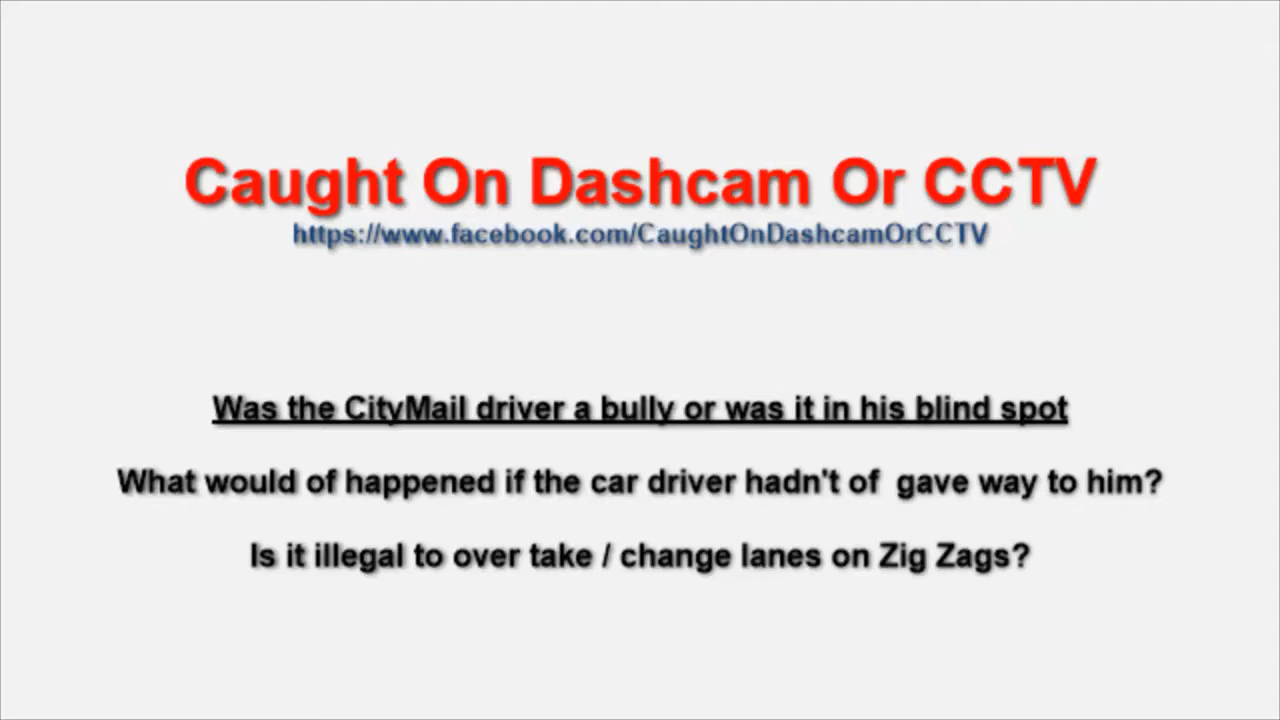 Caught On Dashcam Or CCTV
https://www.facebook.com/CaughtOnDashcamOrCCTV
Was the CityMail driver a bully or was it in his blind spot
What would of happened if the car driver hadn't of  gave way to him?
Is it illegal to over take / change lanes on Zig Zags?